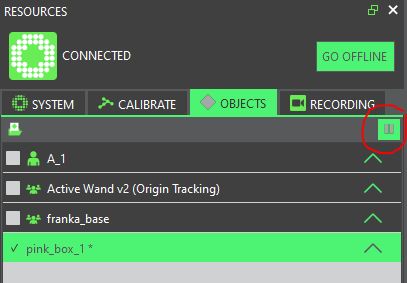 RESOURCES
CONNECTED
GO OFFLINE
SYSTEM CALIBRATE OBJECTS RECORDING
A_1
Active Wand v2 (Origin Tracking)
franka_base
pink_box_1 *